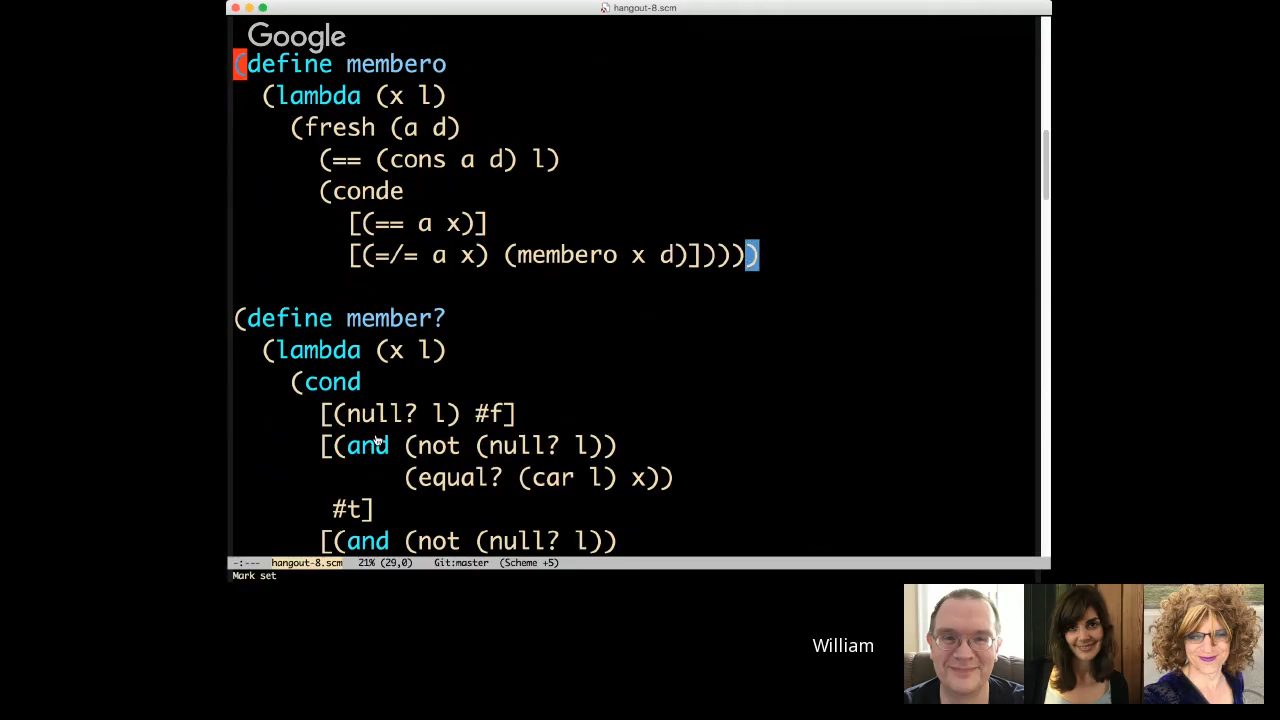 hangout-8.scm
Google
(define membero
(lambda (x l)
(fresh (a d)
(== (cons a d) l)
(conde
[(== a x)]
[(=/= a x) (membero x d)]))))
(define member?
(lambda (x l)
(cond
[(null? l) #f]
[(and (not (null? l))
(equal? (car l) x))
#t]
[(and (not (null? l))
-:--- hangout-8.scm 21% (29,0) Git:master (Scheme +5)
Mark set
William